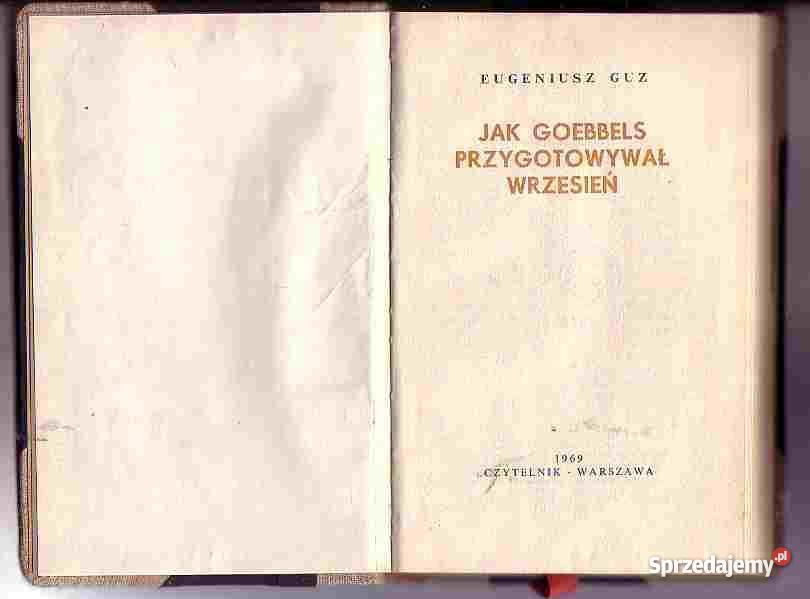 EUGENIUSZ GUZ
JAK GOEBBELS
PRZYGOTOWYWAŁ
WRZESIEŃ
1969
CZYTELNIK - WARSZAWA
Sprzedajemy.pl